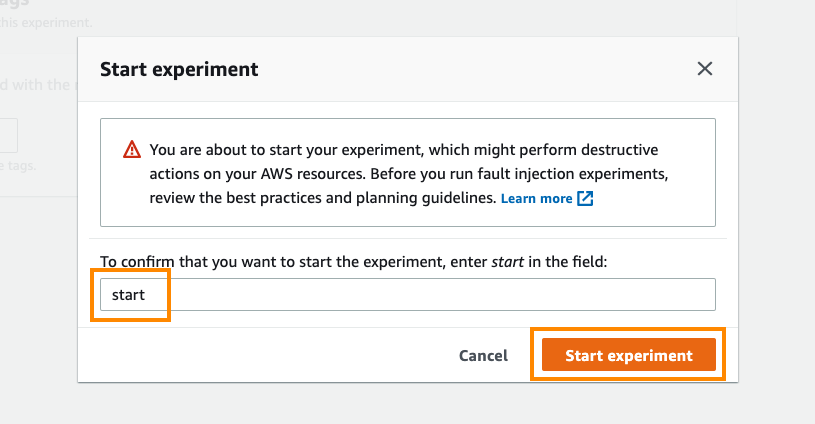 ags
this experiment.
Start experiment
d with the
You are about to start your experiment, which might perform destructive
actions on your AWS resources. Before you run fault injection experiments,
review the best practices and planning guidelines. Learn more
e tags.
To confirm that you want to start the experiment, enter start in the field:
start
Cancel
Start experiment